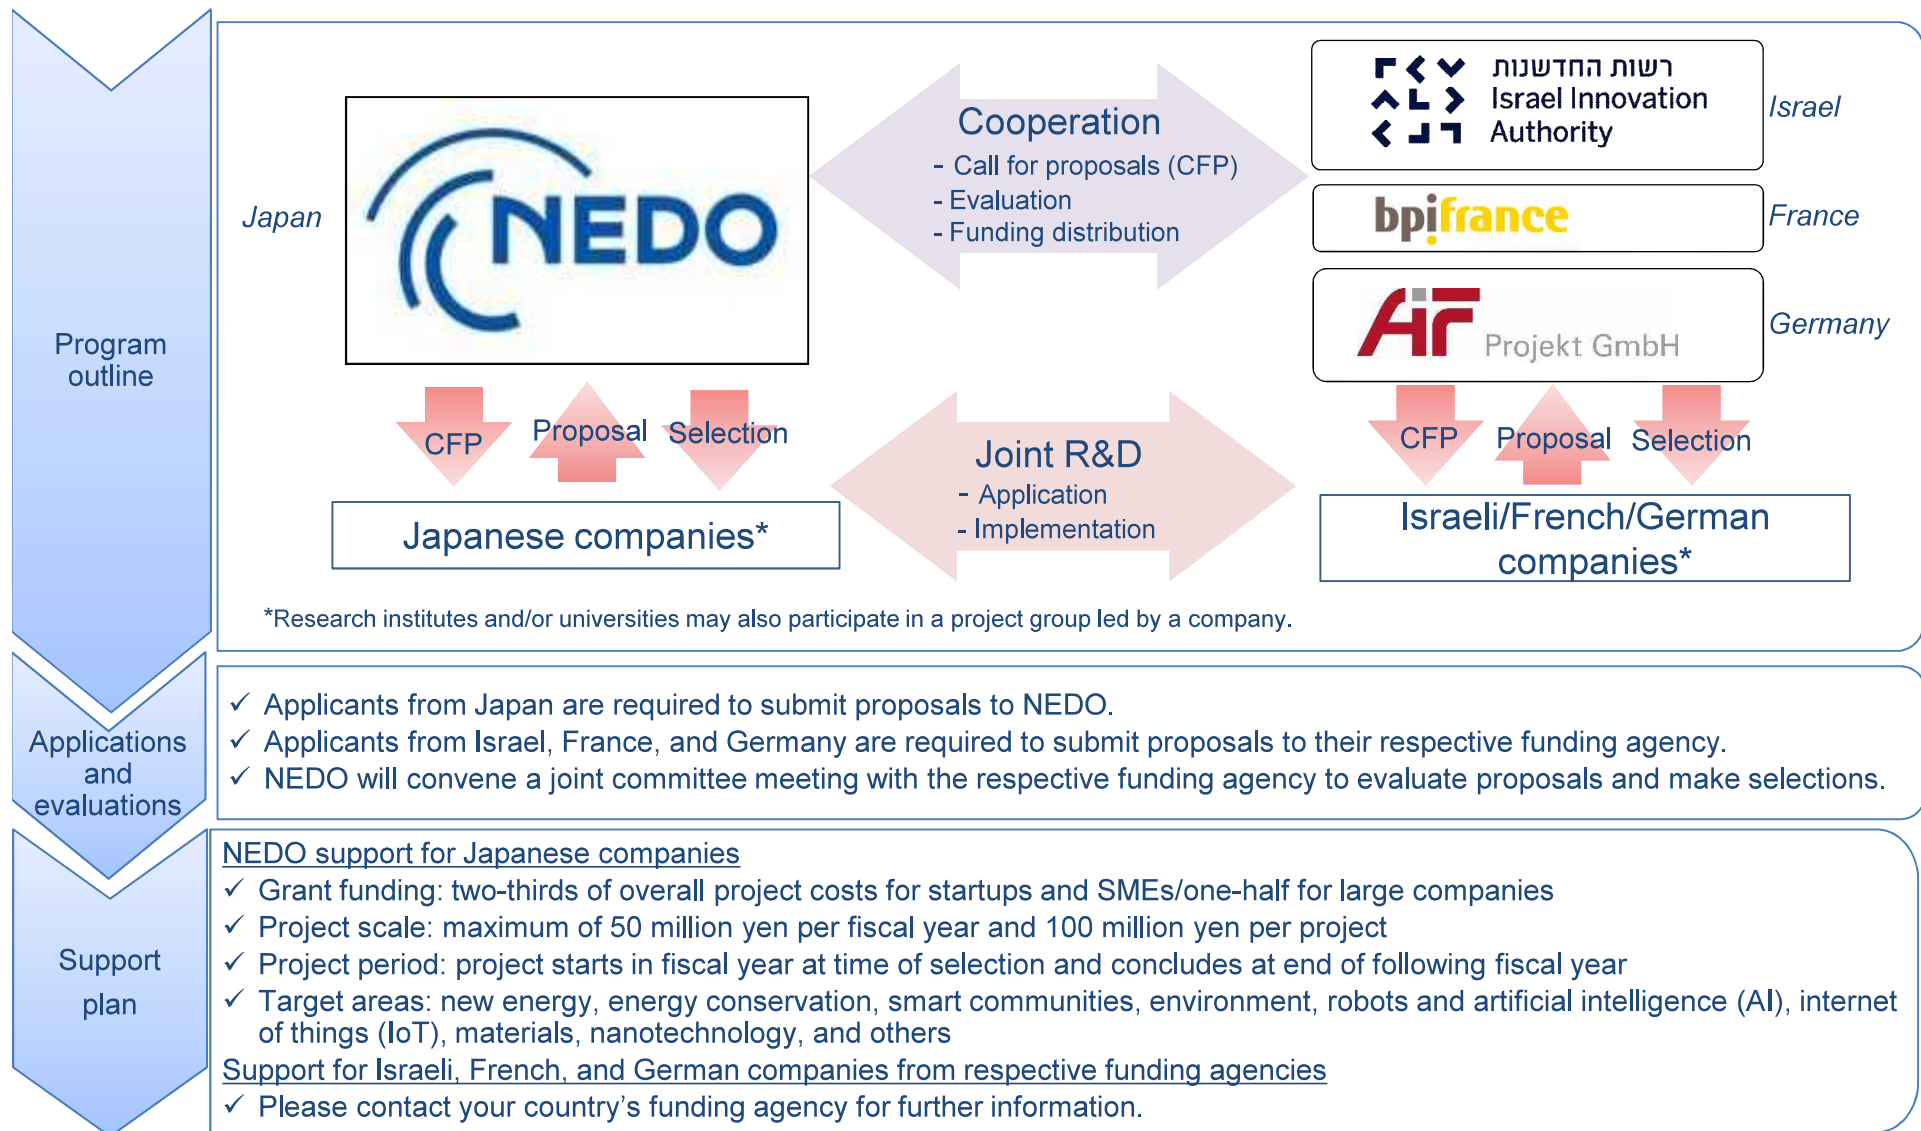 Program
outline
Japan
NEDO
Cooperation
- Call for proposals (CFP)
- Evaluation
- Funding distribution
רשות החדשנות
Israel Innovation
Authority
Israel
bpifrance
France
AiF
Projekt GmbH
Germany
CFP
Proposal
Selection
Joint R&D
- Application
- Implementation
CFP
Proposal
Selection
Japanese companies*
Israeli/French/German
companies*
*Research institutes and/or universities may also participate in a project group led by a company.
Applications
and
evaluations
✓ Applicants from Japan are required to submit proposals to NEDO.
✓ Applicants from Israel, France, and Germany are required to submit proposals to their respective funding agency.
✓ NEDO will convene a joint committee meeting with the respective funding agency to evaluate proposals and make selections.
Support
plan
NEDO support for Japanese companies
✓ Grant funding: two-thirds of overall project costs for startups and SMEs/one-half for large companies
✓ Project scale: maximum of 50 million yen per fiscal year and 100 million yen per project
✓ Project period: project starts in fiscal year at time of selection and concludes at end of following fiscal year
✓ Target areas: new energy, energy conservation, smart communities, environment, robots and artificial intelligence (AI), internet
of things (IoT), materials, nanotechnology, and others
Support for Israeli, French, and German companies from respective funding agencies
✓ Please contact your country's funding agency for further information.